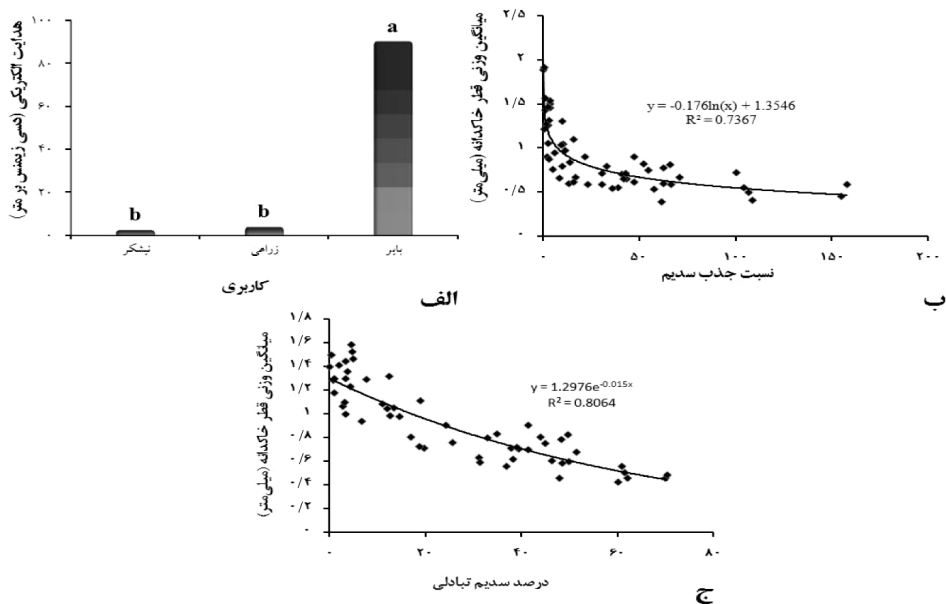 هدایت الکتریکی (دسی زیمنس بر متر)
۱۰۰
۸۰
۶۰
۴۰
۲۰
۰
a
b
b
نیشکر
زراعی
بایر
کاربری
الف
میانگین وزنی قطر خاکدانه (میلی‌متر)
۲/۵
۲
۱/۵
۱
۰/۵
۰
y = -0.176ln(x) + 1.3546
R² = 0.7367
۰
۵۰
۱۰۰
۱۵۰
۲۰۰
نسبت جذب سدیم
ب
میانگین وزنی قطر خاکدانه (میلی‌متر)
۱/۸
۱/۶
۱/۴
۱/۲
۱
۰/۸
۰/۶
۰/۴
۰/۲
۰
y = 1.2976e^-0.015x
R² = 0.8064
۰
۲۰
۴۰
۶۰
۸۰
درصد سدیم تبادلی
ج